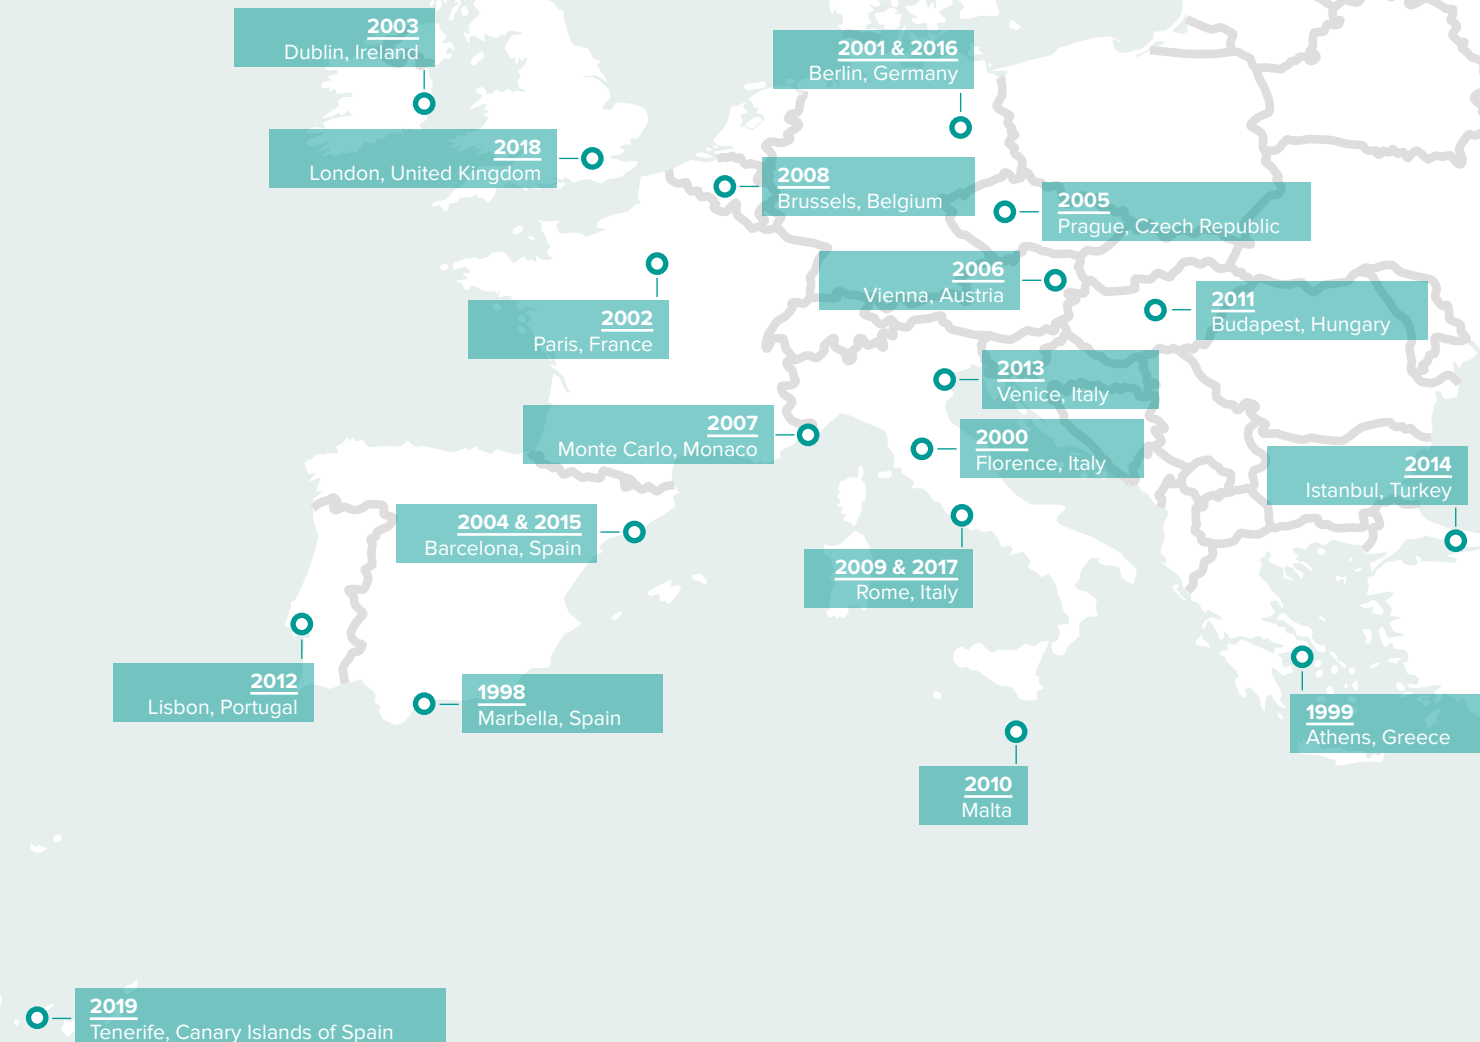 2003
Dublin, Ireland
2001 & 2016
Berlin, Germany
2018
London, United Kingdom
2008
Brussels, Belgium
2005
Prague, Czech Republic
2006
Vienna, Austria
2011
Budapest, Hungary
2002
Paris, France
2013
Venice, Italy
2007
Monte Carlo, Monaco
2000
Florence, Italy
2014
Istanbul, Turkey
2004 & 2015
Barcelona, Spain
2009 & 2017
Rome, Italy
2012
Lisbon, Portugal
1998
Marbella, Spain
1999
Athens, Greece
2010
Malta
2019
Tenerife, Canary Islands of Spain